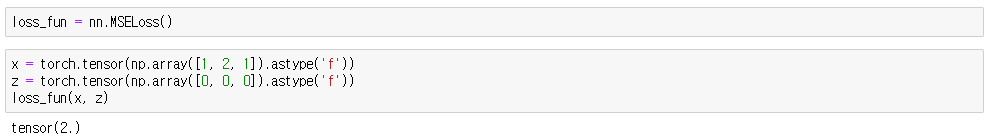 loss_fun = nn.MSELoss()
x = torch.tensor(np.array([1, 2, 1]).astype('f'))
z = torch.tensor(np.array([0, 0, 0]).astype('f'))
loss_fun(x, z)
tensor(2.)